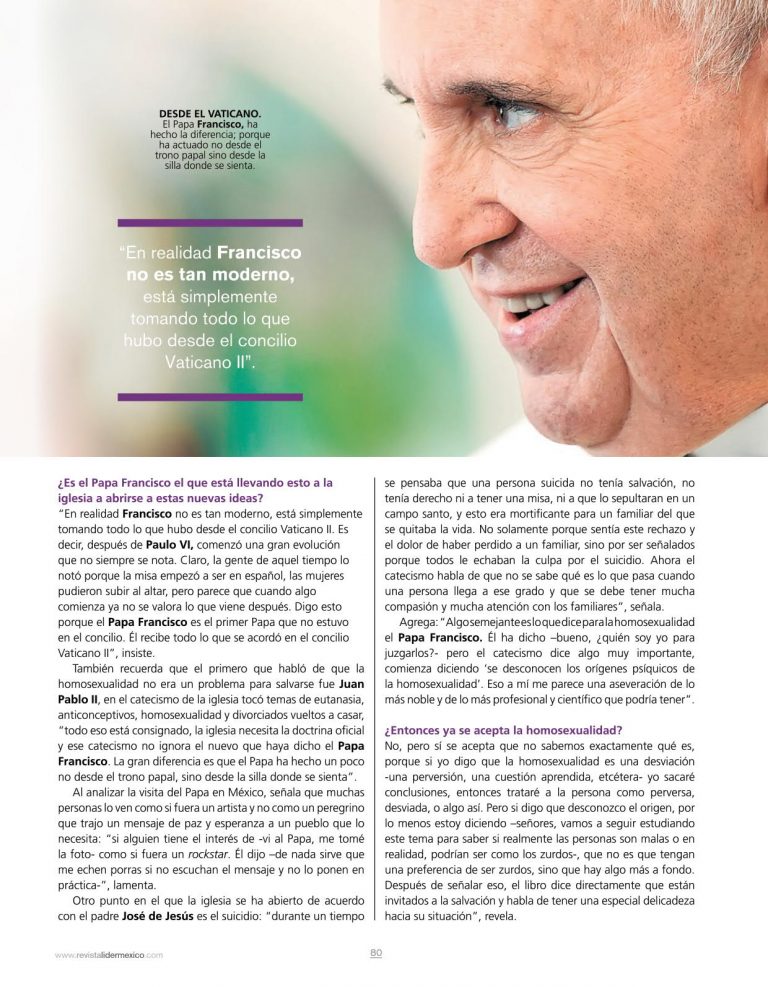 DESDE EL VATICANO.
El Papa Francisco, ha
hecho la diferencia; porque
ha actuado no desde el
trono papal sino desde la
silla donde se sienta.
“En realidad Francisco
no es tan moderno,
está simplemente
tomando todo lo que
hubo desde el concilio
Vaticano II”.
¿Es el Papa Francisco el que está llevando esto a la
iglesia a abrirse a estas nuevas ideas?
“En realidad Francisco no es tan moderno, está simplemente
tomando todo lo que hubo desde el concilio Vaticano II. Es
decir, después de Paulo VI, comenzó una gran evolución
que no siempre se nota. Claro, la gente de aquel tiempo lo
notó porque la misa empezó a ser en español, las mujeres
pudieron subir al altar, pero parece que cuando algo
comienza ya no se valora lo que viene después. Digo esto
porque el Papa Francisco es el primer Papa que no estuvo
en el concilio. Él recibe todo lo que se acordó en el concilio
Vaticano II”, insiste.
También recuerda que el primero que habló de que la
homosexualidad no era un problema para salvarse fue Juan
Pablo II, en el catecismo de la iglesia tocó temas de eutanasia,
anticonceptivos, homosexualidad y divorciados vueltos a casar,
“todo eso está consignado, la iglesia necesita la doctrina oficial
y ese catecismo no ignora el nuevo que haya dicho el Papa
Francisco. La gran diferencia es que el Papa ha hecho un poco
no desde el trono papal, sino desde la silla donde se sienta”.
Al analizar la visita del Papa en México, señala que muchas
personas lo ven como si fuera un artista y no como un peregrino
que trajo un mensaje de paz y esperanza a un pueblo que lo
necesita: “si alguien tiene el interés de -vi al Papa, me tomé
la foto- como si fuera un rockstar. Él dijo –de nada sirve que
me echen porras si no escuchan el mensaje y no lo ponen en
práctica-”, lamenta.
Otro punto en el que la iglesia se ha abierto de acuerdo
con el padre José de Jesús es el suicidio: “durante un tiempo
se pensaba que una persona suicida no tenía salvación, no
tenía derecho ni a tener una misa, ni a que lo sepultaran en un
campo santo, y esto era mortificante para un familiar del que
se quitaba la vida. No solamente porque sentía este rechazo y
el dolor de haber perdido a un familiar, sino por ser señalados
porque todos le echaban la culpa por el suicidio. Ahora el
catecismo habla de que no se sabe qué es lo que pasa cuando
una persona llega a ese grado y que se debe tener mucha
compasión y mucha atención con los familiares”, señala.
Agrega: “Algo semejante es lo que dice para la homosexualidad
el Papa Francisco. Él ha dicho –bueno, ¿quién soy yo para
juzgarlos?- pero el catecismo dice algo muy importante,
comienza diciendo ‘se desconocen los orígenes psíquicos de
la homosexualidad’. Eso a mí me parece una aseveración de lo
más noble y de lo más profesional y científico que podría tener”.
¿Entonces ya se acepta la homosexualidad?
No, pero sí se acepta que no sabemos exactamente qué es,
porque si yo digo que la homosexualidad es una desviación
-una perversión, una cuestión aprendida, etcétera- yo sacaré
conclusiones, entonces trataré a la persona como perversa,
desviada, o algo así. Pero si digo que desconozco el origen, por
lo menos estoy diciendo –señores, vamos a seguir estudiando
este tema para saber si realmente las personas son malas o en
realidad, podrían ser como los zurdos-, que no es que tengan
una preferencia de ser zurdos, sino que hay algo más a fondo.
Después de señalar eso, el libro dice directamente que están
invitados a la salvación y habla de tener una especial delicadeza
hacia su situación”, revela.
www.revistalidermexico.com
80